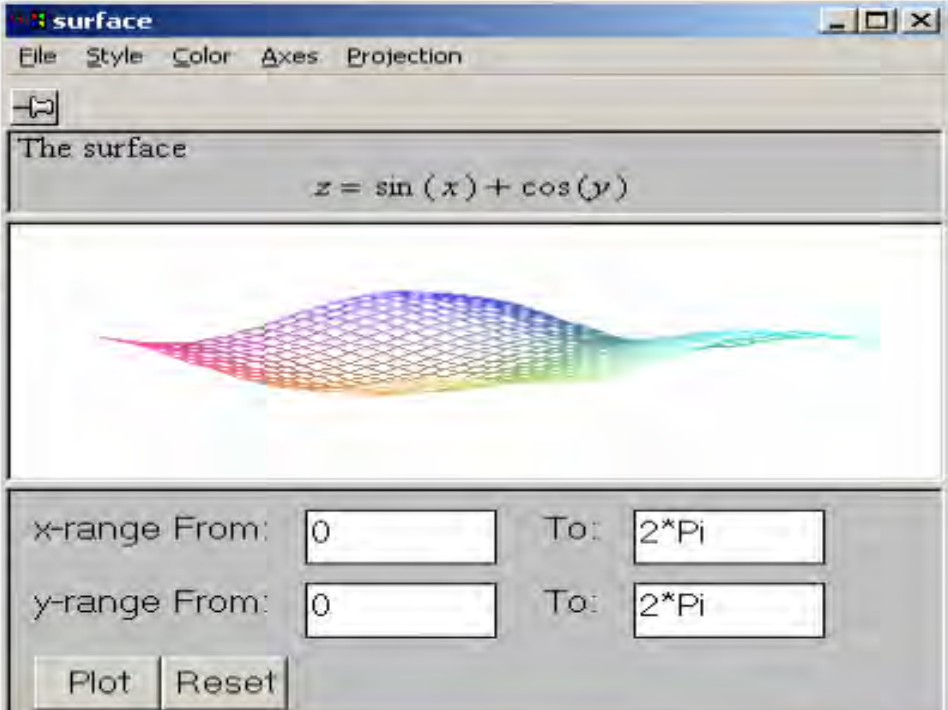 surface
File Style Color Axes Projection
The surface
z = sin (x) + cos(y)
x-range From: 0 To: 2*Pi
y-range From: 0 To: 2*Pi
Plot Reset